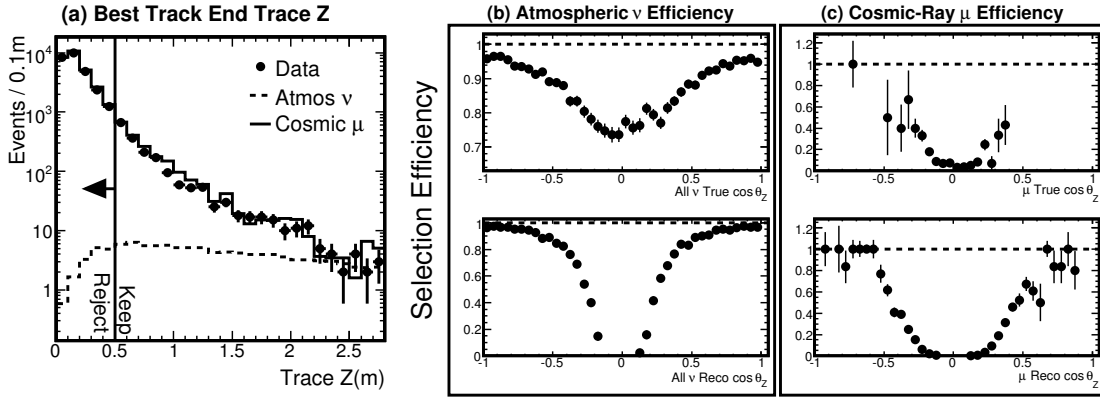 (a) Best Track End Trace Z
Events / 0.1m
10⁴
10³
10²
10
1
Data
Atmos ν
Cosmic μ
Reject
Keep
0 0.5 1 1.5 2 2.5
Trace Z(m)
Selection Efficiency
(b) Atmospheric ν Efficiency
1
0.9
0.8
0.7
-1 -0.5 0 0.5 1
All ν True cos θ_Z
1
0.8
0.6
0.4
0.2
0
-1 -0.5 0 0.5 1
All ν Reco cos θ_Z
(c) Cosmic-Ray μ Efficiency
1.2
1
0.8
0.6
0.4
0.2
0
-1 -0.5 0 0.5 1
μ True cos θ_Z
1.2
1
0.8
0.6
0.4
0.2
0
-1 -0.5 0 0.5 1
μ Reco cos θ_Z